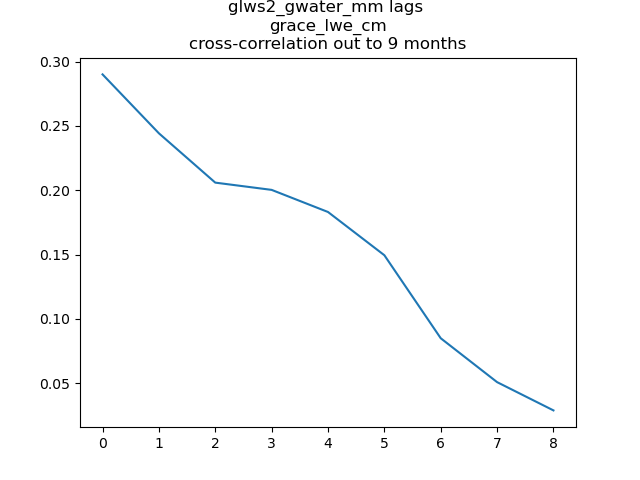 glws2_gwater_mm lags
grace_lwe_cm
cross-correlation out to 9 months
0.30
0.25
0.20
0.15
0.10
0.05
0 1 2 3 4 5 6 7 8